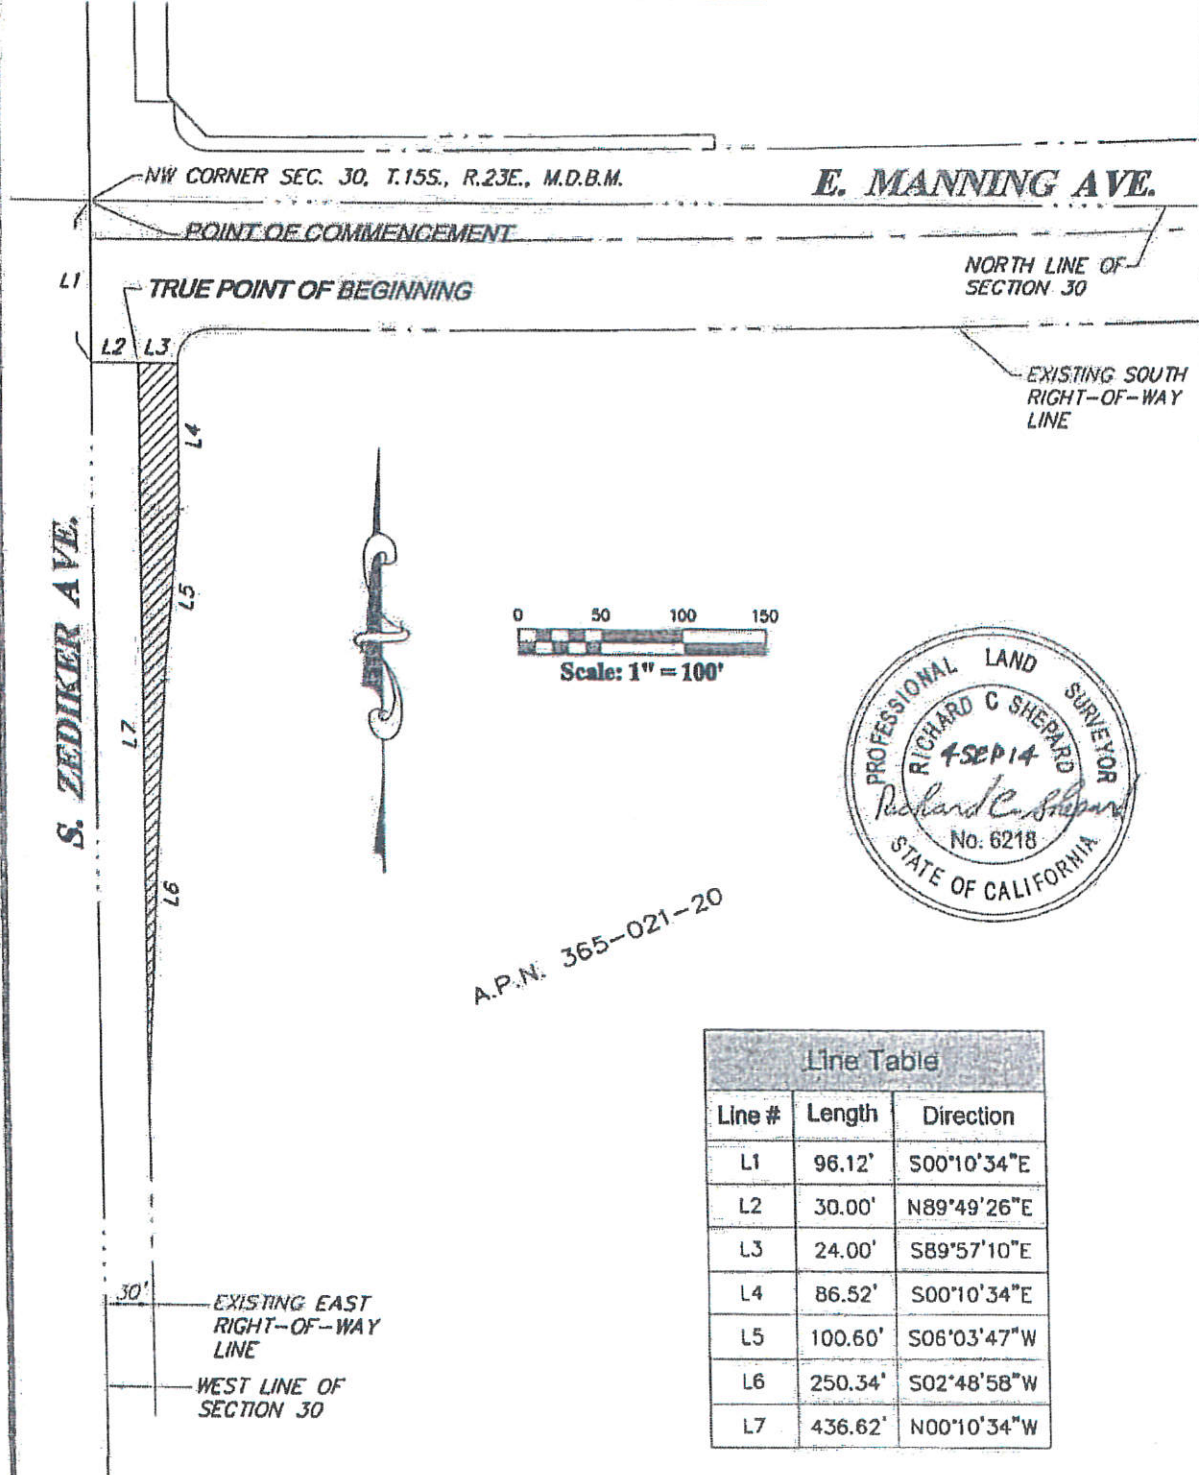 NW CORNER SEC. 30, T.15S., R.23E., M.D.B.M.
E. MANNING AVE.
POINT OF COMMENCEMENT
L1
TRUE POINT OF BEGINNING
NORTH LINE OF
SECTION 30
L2
L3
EXISTING SOUTH
RIGHT-OF-WAY
LINE
L4
S. ZEDIKER AVE.
L5
0 50 100 150
Scale: 1" = 100'
PROFESSIONAL LAND SURVEYOR
RICHARD C SHEPARD
4SEP14
Richard C. Shepard
No. 6218
STATE OF CALIFORNIA
L7
L6
A.P.N. 365-021-20
Line Table
Line # Length Direction
L1 96.12' S00°10'34"E
L2 30.00' N89°49'26"E
L3 24.00' S89°57'10"E
L4 86.52' S00°10'34"E
L5 100.60' S06°03'47"W
L6 250.34' S02°48'58"W
L7 436.62' N00°10'34"W
30'
EXISTING EAST
RIGHT-OF-WAY
LINE
WEST LINE OF
SECTION 30